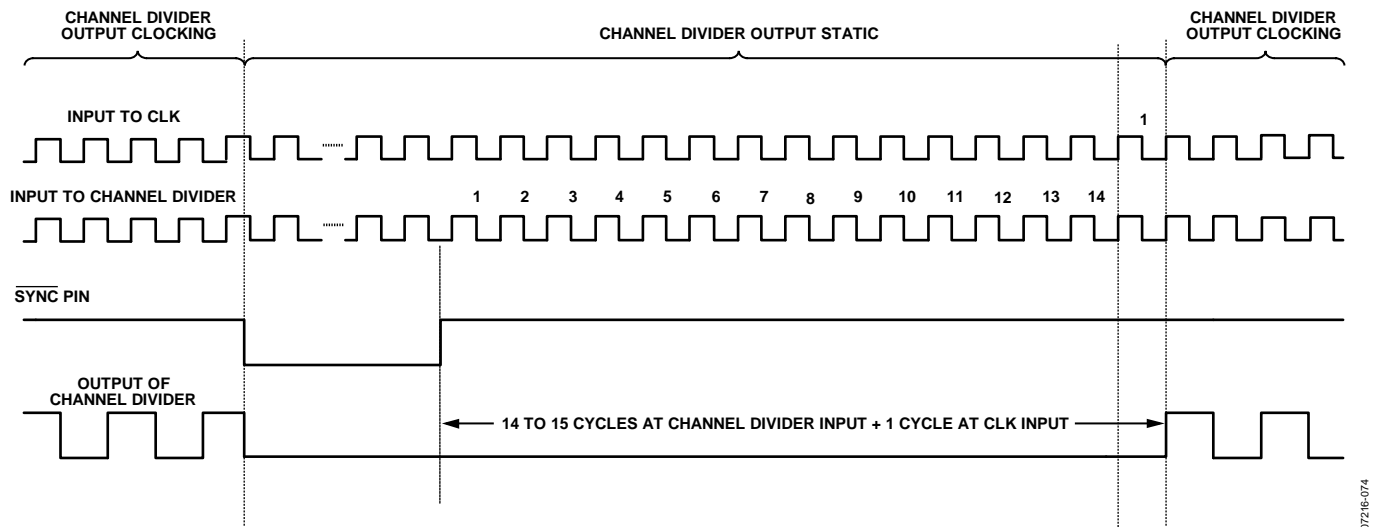 CHANNEL DIVIDER
OUTPUT CLOCKING
CHANNEL DIVIDER OUTPUT STATIC
CHANNEL DIVIDER
OUTPUT CLOCKING
INPUT TO CLK
1
INPUT TO CHANNEL DIVIDER
1 2 3 4 5 6 7 8 9 10 11 12 13 14
SYNC PIN
OUTPUT OF
CHANNEL DIVIDER
14 TO 15 CYCLES AT CHANNEL DIVIDER INPUT + 1 CYCLE AT CLK INPUT
07216-074